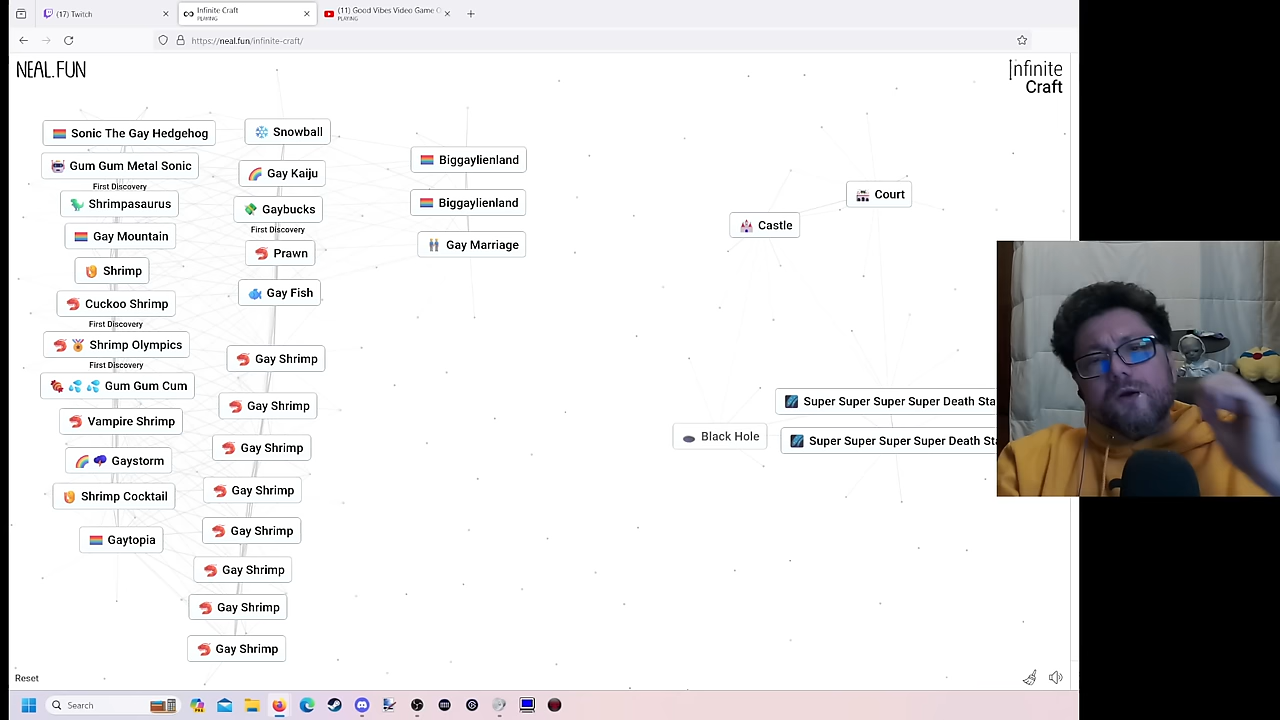 (17) Twitch
Infinite Craft
PLAYING
(11) Good Vibes Video Game
PLAYING
https://neal.fun/infinite-craft/
NEAL.FUN
Infinite
Craft
Sonic The Gay Hedgehog
Snowball
Gum Gum Metal Sonic
Biggaylienland
Gay Kaiju
First Discovery
Shrimpasaurus
Gaybucks
Biggaylienland
First Discovery
Gay Mountain
Prawn
Gay Marriage
Shrimp
Gay Fish
Cuckoo Shrimp
First Discovery
Shrimp Olympics
Gay Shrimp
First Discovery
Gum Gum Cum
Gay Shrimp
Vampire Shrimp
Gay Shrimp
Gaystorm
Gay Shrimp
Shrimp Cocktail
Gay Shrimp
Gaytopia
Gay Shrimp
Gay Shrimp
Gay Shrimp
Court
Castle
Super Super Super Super Death Sta
Black Hole
Super Super Super Super Death Sta
Reset
Search